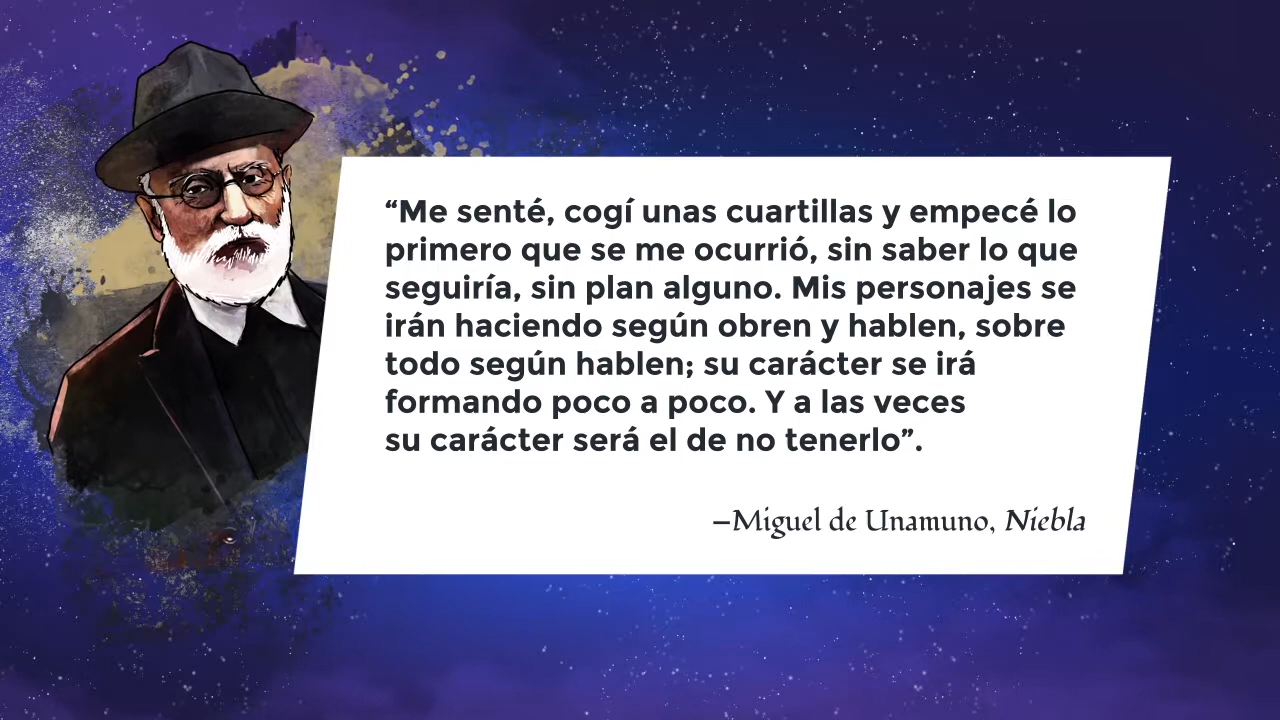 “Me senté, cogí unas cuartillas y empecé lo
primero que se me ocurrió, sin saber lo que
seguiría, sin plan alguno. Mis personajes se
irán haciendo según obren y hablen, sobre
todo según hablen; su carácter se irá
formando poco a poco. Y a las veces
su carácter será el de no tenerlo”.
–Miguel de Unamuno, Niebla